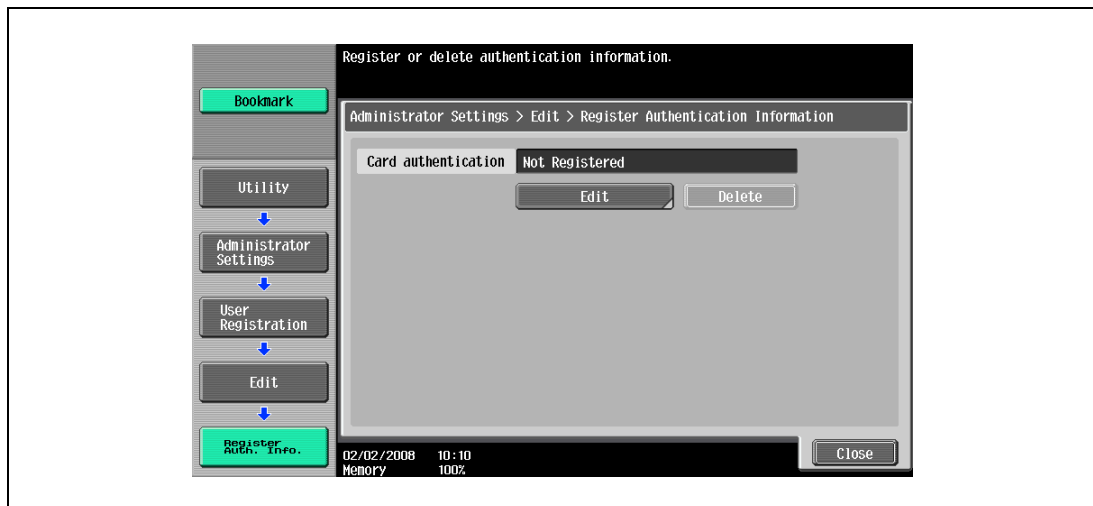 Register or delete authentication information.
Bookmark
Administrator Settings > Edit > Register Authentication Information
Card authentication Not Registered
Edit Delete
Utility
Administrator
Settings
User
Registration
Edit
Register
Auth. Info.
02/02/2008 10:10
Memory 100%
Close